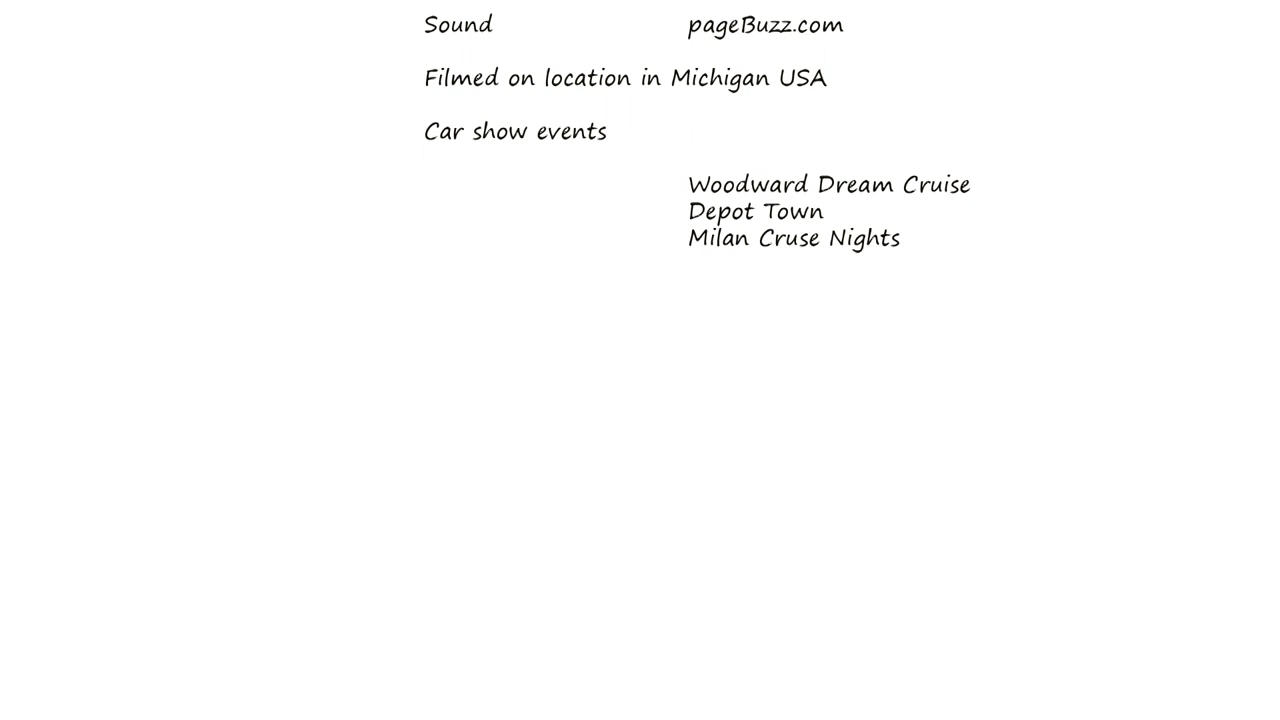 Sound pageBuzz.com
Filmed on location in Michigan USA
Car show events
Woodward Dream Cruise
Depot Town
Milan Cruse Nights